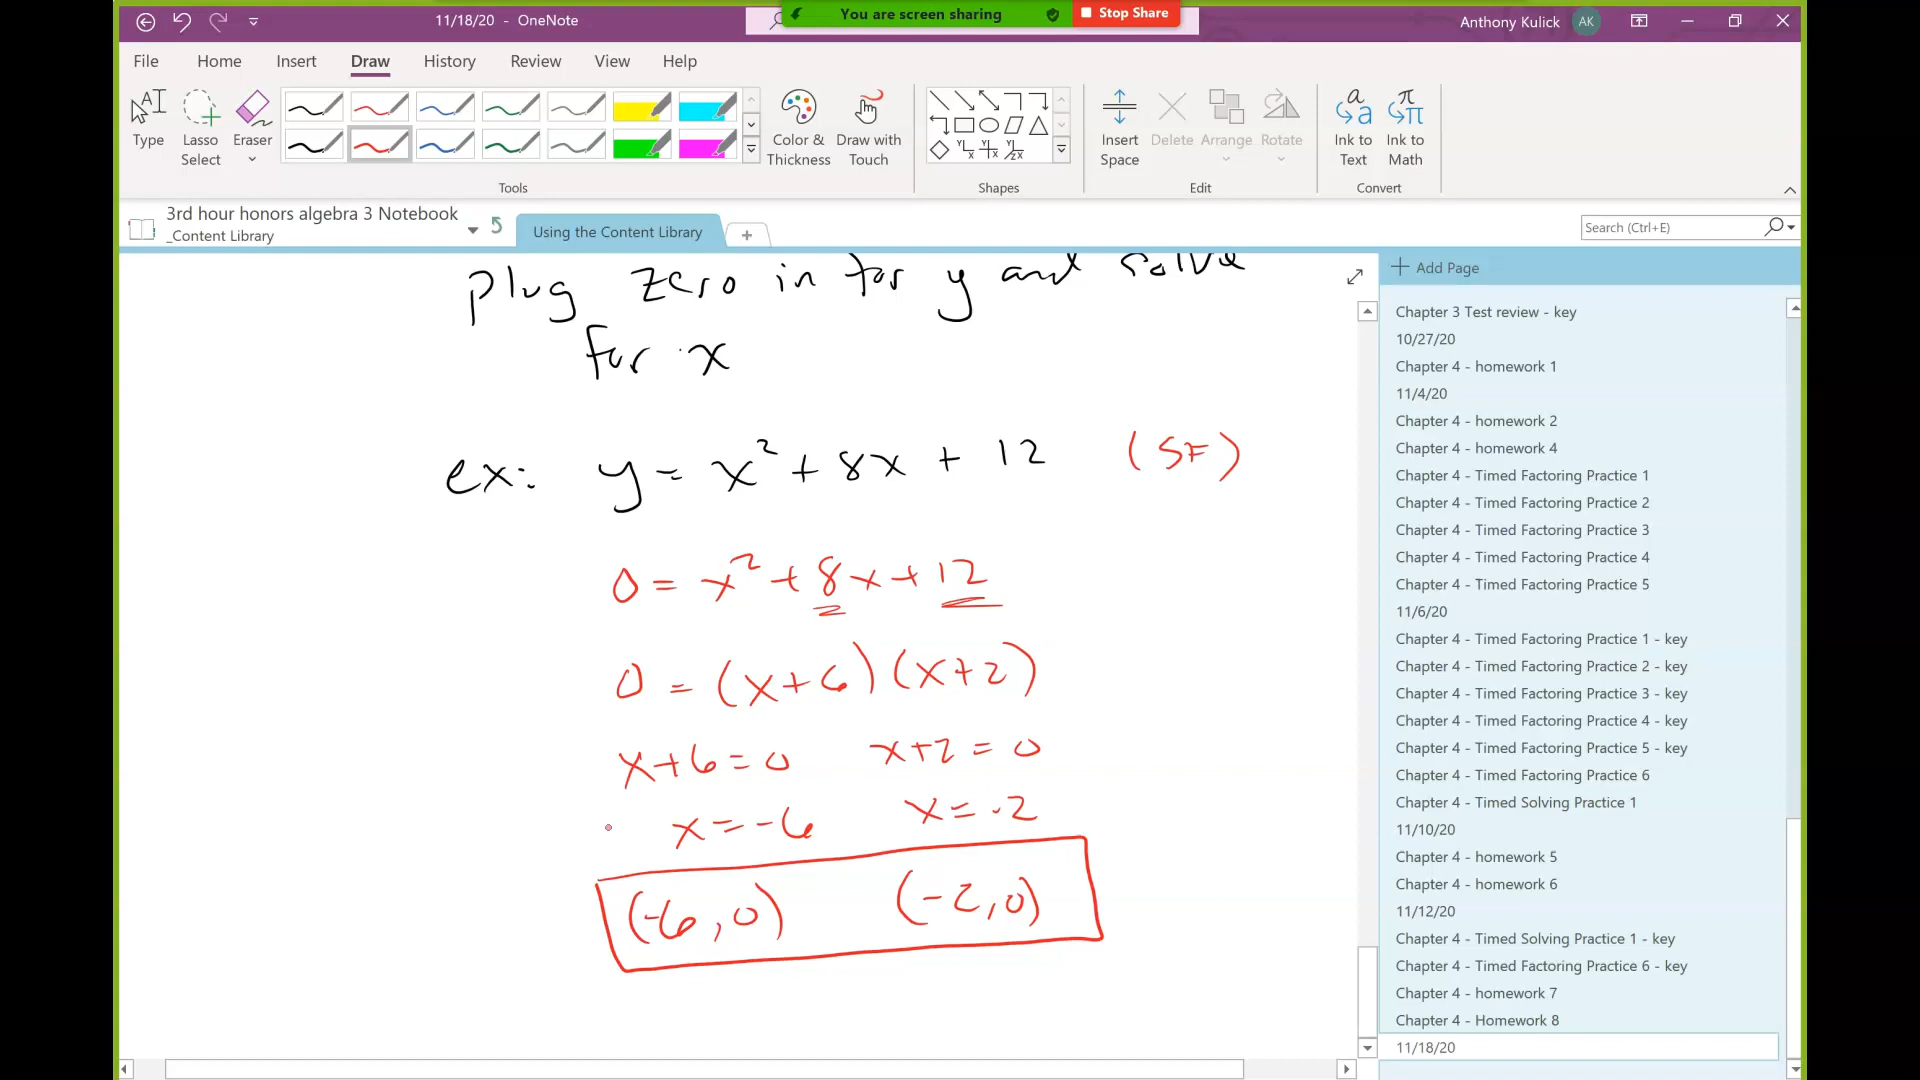 11/18/20 - OneNote
You are screen sharing
Stop Share
Anthony Kulick
AK
File Home Insert Draw History Review View Help
Type
Lasso Select
Eraser
Color & Thickness
Draw with Touch
Insert Space
Delete
Arrange
Rotate
Ink to Text
Ink to Math
Tools
Shapes
Edit
Convert
3rd hour honors algebra 3 Notebook
_Content Library
Using the Content Library
Search (Ctrl+E)
plug zero in for y and solve
for x
ex: y = x² + 8x + 12 (SF)
0 = x² + 8x + 12
0 = (x+6)(x+2)
x+6=0 x+2=0
x=-6 x=-2
(-6,0) (-2,0)
Add Page
Chapter 3 Test review - key
10/27/20
Chapter 4 - homework 1
11/4/20
Chapter 4 - homework 2
Chapter 4 - homework 4
Chapter 4 - Timed Factoring Practice 1
Chapter 4 - Timed Factoring Practice 2
Chapter 4 - Timed Factoring Practice 3
Chapter 4 - Timed Factoring Practice 4
Chapter 4 - Timed Factoring Practice 5
11/6/20
Chapter 4 - Timed Factoring Practice 1 - key
Chapter 4 - Timed Factoring Practice 2 - key
Chapter 4 - Timed Factoring Practice 3 - key
Chapter 4 - Timed Factoring Practice 4 - key
Chapter 4 - Timed Factoring Practice 5 - key
Chapter 4 - Timed Factoring Practice 6
Chapter 4 - Timed Solving Practice 1
11/10/20
Chapter 4 - homework 5
Chapter 4 - homework 6
11/12/20
Chapter 4 - Timed Solving Practice 1 - key
Chapter 4 - Timed Factoring Practice 6 - key
Chapter 4 - homework 7
Chapter 4 - Homework 8
11/18/20